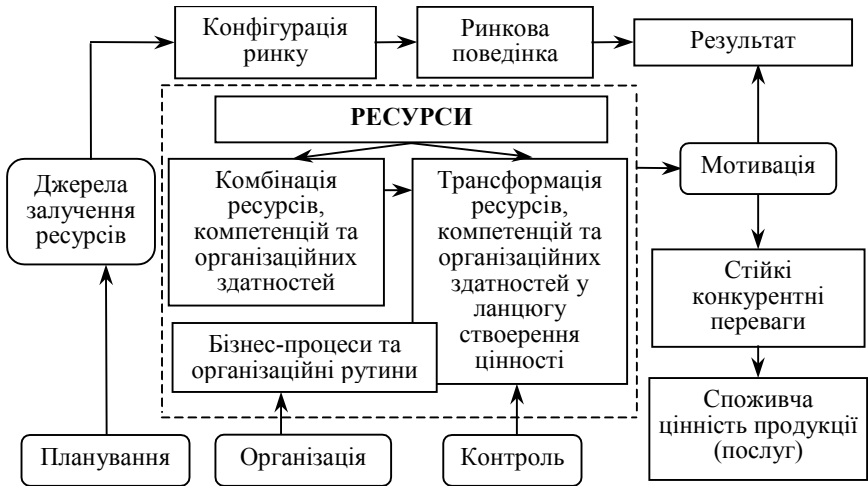 Конфігурація
ринку
Ринкова
поведінка
Результат
РЕСУРСИ
Джерела
залучення
ресурсів
Комбінація
ресурсів,
компетенцій та
організаційних
здатностей
Трансформація
ресурсів,
компетенцій та
організаційних
здатностей у
ланцюгу
ствоерення
цінності
Мотивація
Бізнес-процеси та
організаційні рутини
Стійкі
конкурентні
переваги
Споживча
цінність продукції
(послуг)
Планування
Організація
Контроль